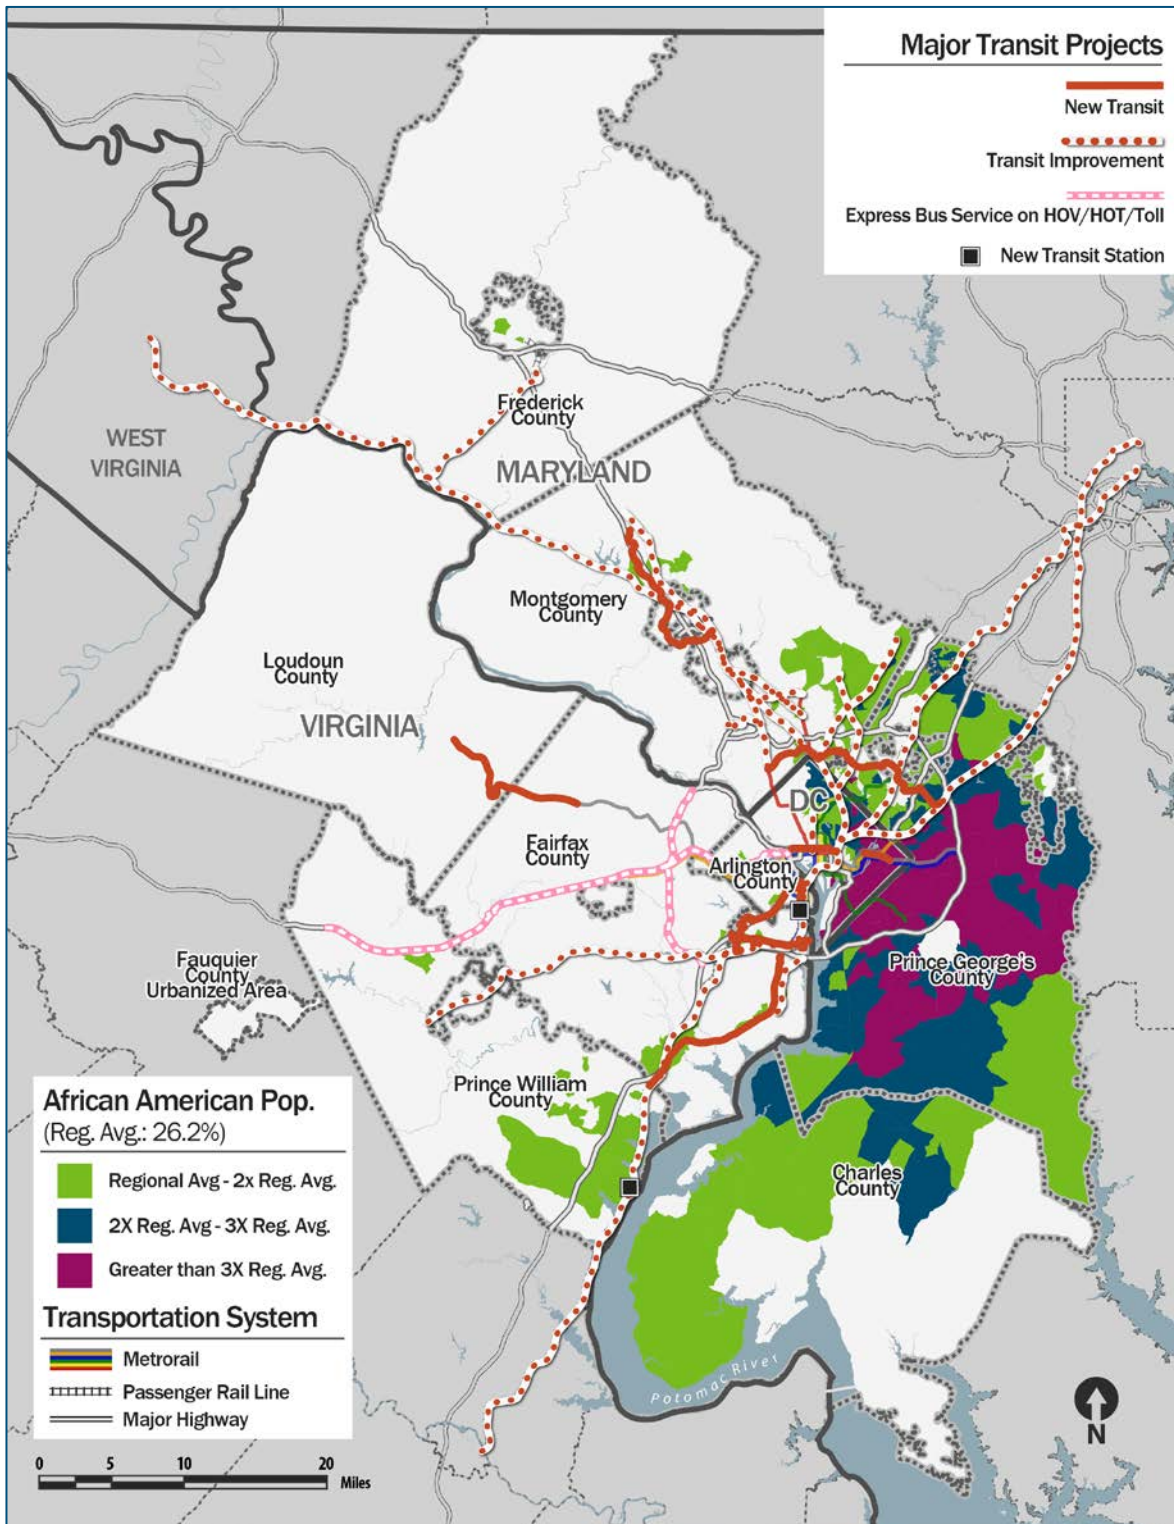 Major Transit Projects
New Transit
Transit Improvement
Express Bus Service on HOV/HOT/Toll
New Transit Station
Frederick
County
WEST
VIRGINIA
MARYLAND
Montgomery
County
Loudoun
County
VIRGINIA
DC
Fairfax
County
Arlington
County
Fauquier
County
Urbanized Area
Prince George's
County
Prince William
County
Charles
County
Potomac River
African American Pop.
(Reg. Avg.: 26.2%)
Regional Avg - 2x Reg. Avg.
2X Reg. Avg - 3X Reg. Avg.
Greater than 3X Reg. Avg.
Transportation System
Metrorail
Passenger Rail Line
Major Highway
N
0 5 10 20
Miles